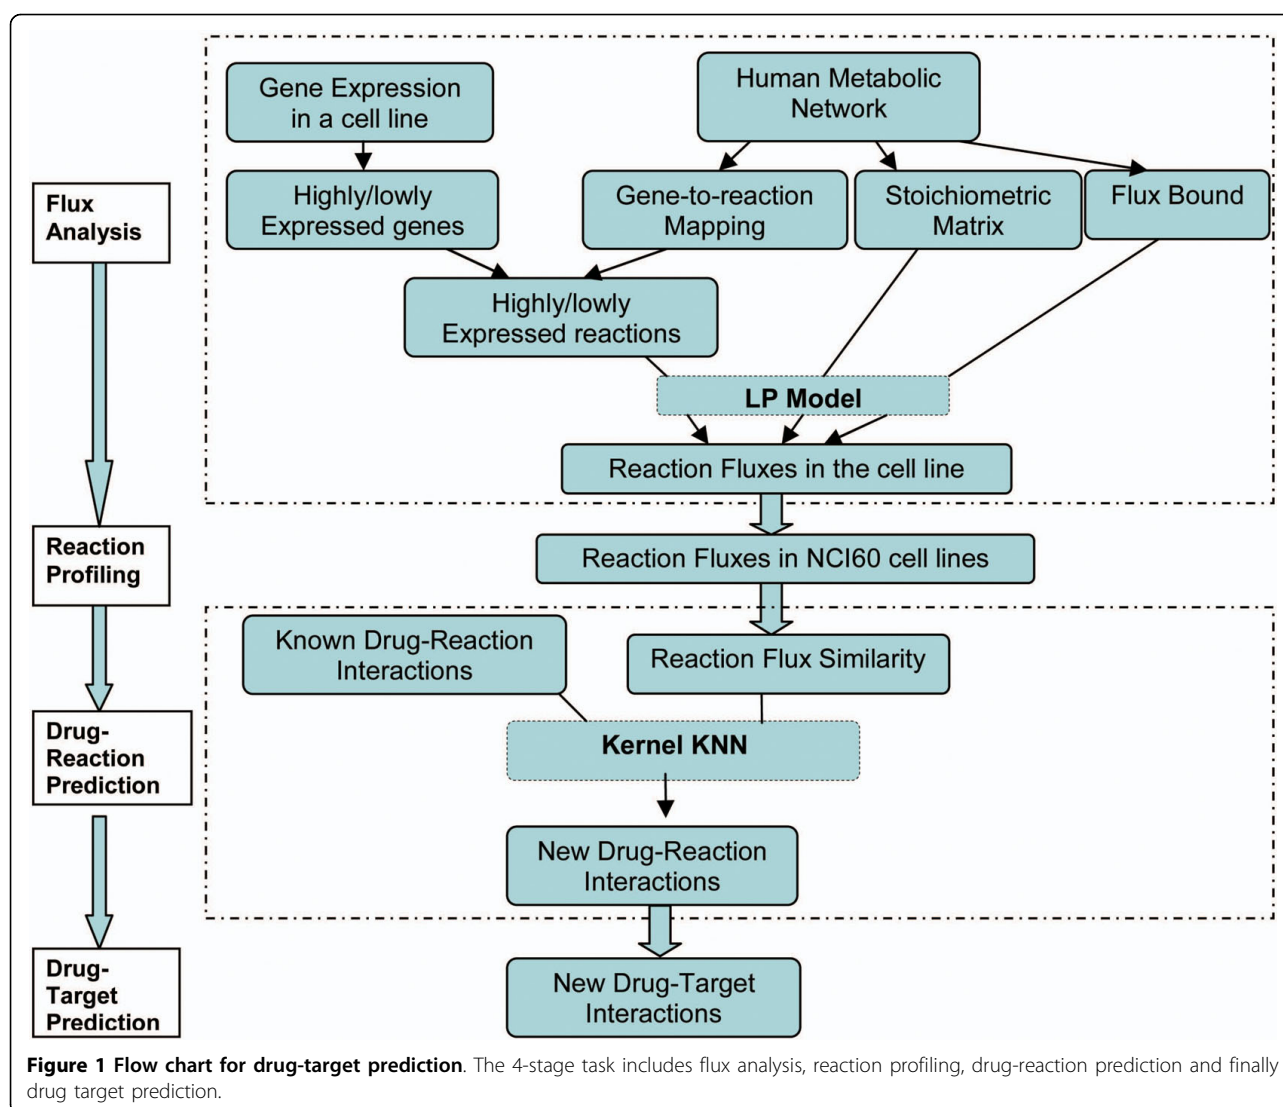 Gene Expression
in a cell line
Human Metabolic
Network
Flux
Analysis
Highly/lowly
Expressed genes
Gene-to-reaction
Mapping
Stoichiometric
Matrix
Flux Bound
Highly/lowly
Expressed reactions
LP Model
Reaction Fluxes in the cell line
Reaction
Profiling
Reaction Fluxes in NCI60 cell lines
Known Drug-Reaction
Interactions
Reaction Flux Similarity
Drug-
Reaction
Prediction
Kernel KNN
New Drug-Reaction
Interactions
Drug-
Target
Prediction
New Drug-Target
Interactions
Figure 1 Flow chart for drug-target prediction. The 4-stage task includes flux analysis, reaction profiling, drug-reaction prediction and finally
drug target prediction.